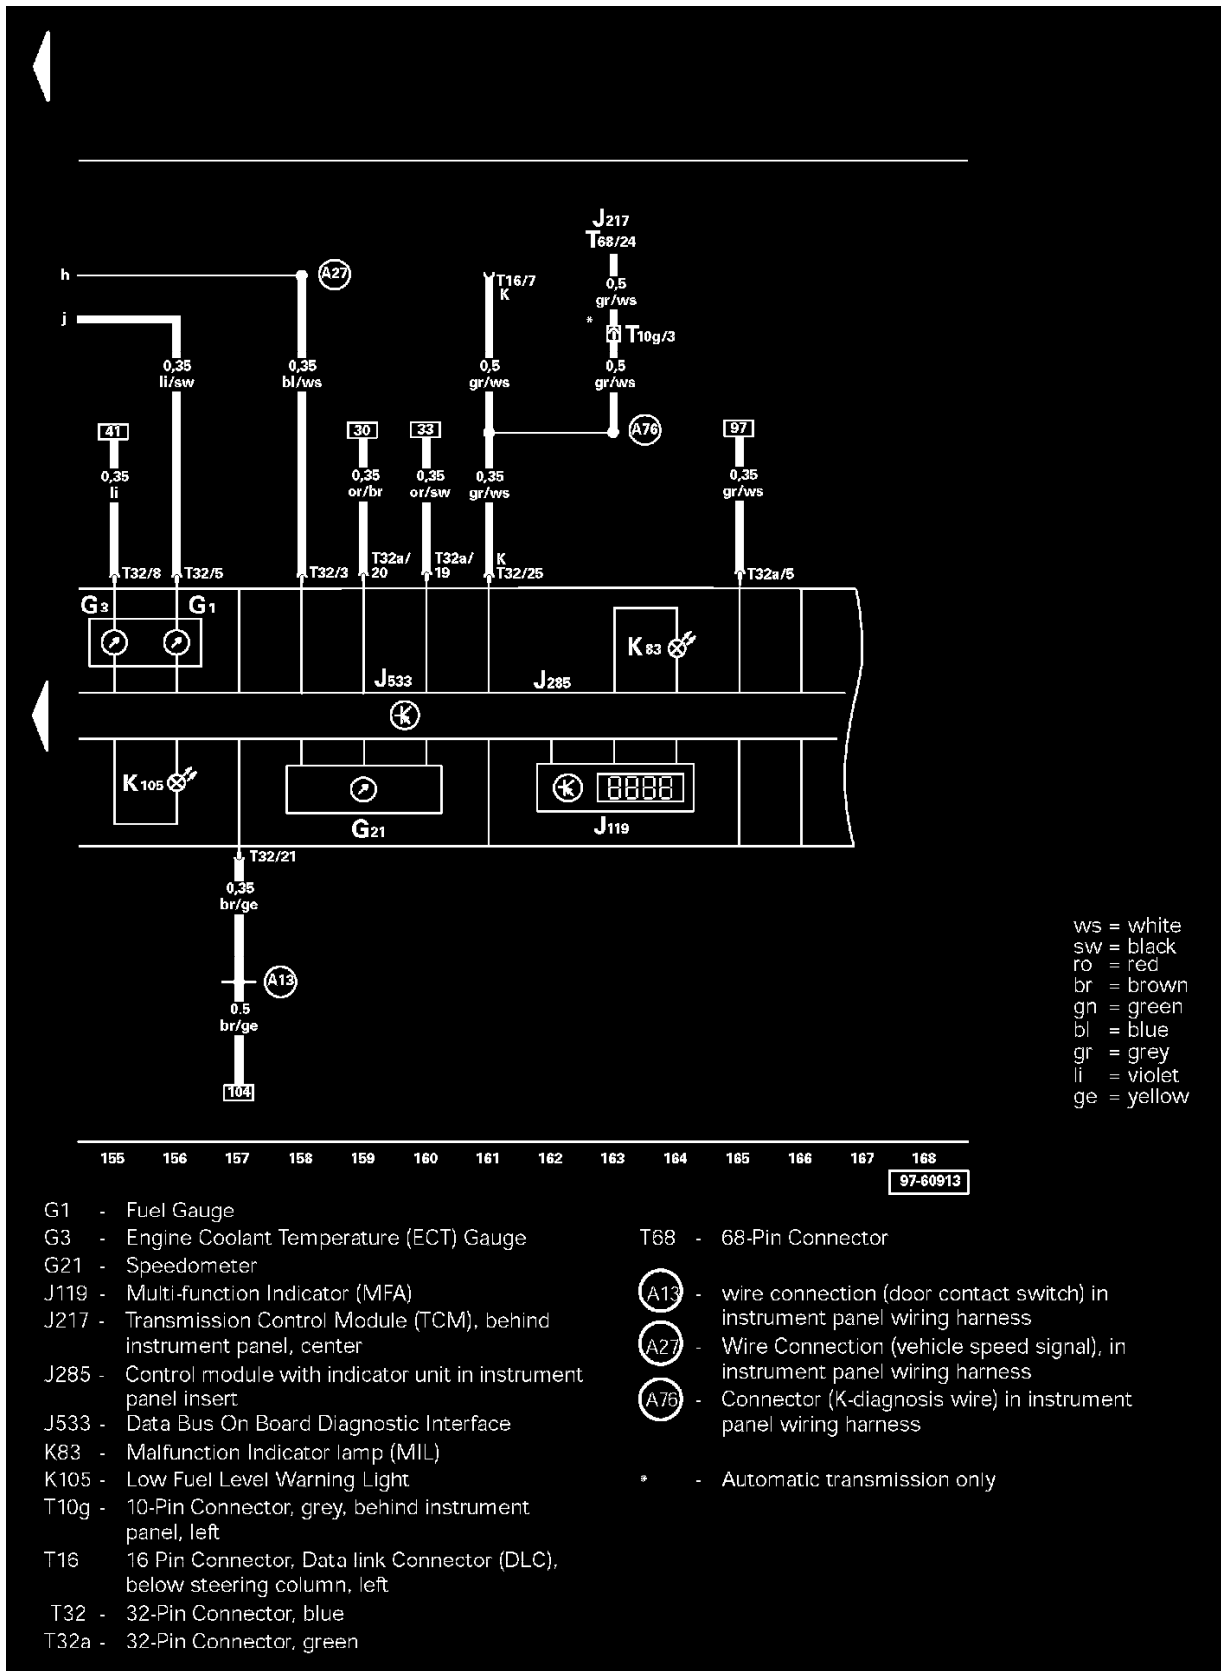 J217
T68/24
h
A27
T16/7
K
0,5
gr/ws
j
*
T10g/3
0,35
li/sw
0,35
bl/ws
0,5
gr/ws
0,5
gr/ws
41
30
33
A76
97
0,35
li
0,35
or/br
0,35
or/sw
0,35
gr/ws
0,35
gr/ws
T32/8
T32/5
T32/3
T32a/
20
T32a/
19
K
T32/25
T32a/5
G3
G1
K83
J533
J285
K105
8888
G21
J119
T32/21
0,35
br/ge
A13
0.5
br/ge
104
ws = white
sw = black
ro = red
br = brown
gn = green
bl = blue
gr = grey
li = violet
ge = yellow
155 156 157 158 159 160 161 162 163 164 165 166 167 168
97-60913
G1 - Fuel Gauge
G3 - Engine Coolant Temperature (ECT) Gauge
G21 - Speedometer
J119 - Multi-function Indicator (MFA)
J217 - Transmission Control Module (TCM), behind
instrument panel, center
J285 - Control module with indicator unit in instrument
panel insert
J533 - Data Bus On Board Diagnostic Interface
K83 - Malfunction Indicator lamp (MIL)
K105 - Low Fuel Level Warning Light
T10g - 10-Pin Connector, grey, behind instrument
panel, left
T16 16 Pin Connector, Data link Connector (DLC),
below steering column, left
T32 - 32-Pin Connector, blue
T32a - 32-Pin Connector, green
T68 - 68-Pin Connector
A13 - wire connection (door contact switch) in
instrument panel wiring harness
A27 - Wire Connection (vehicle speed signal), in
instrument panel wiring harness
A76 - Connector (K-diagnosis wire) in instrument
panel wiring harness
* - Automatic transmission only